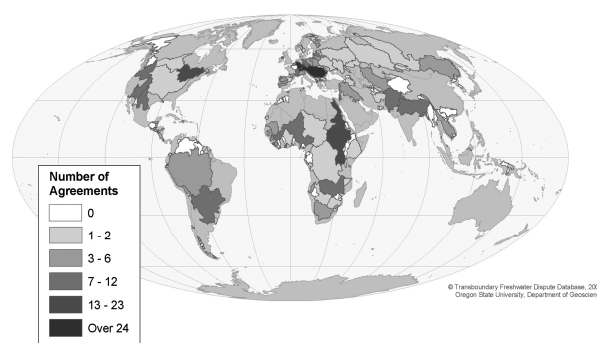 Number of
Agreements
0
1 - 2
3 - 6
7 - 12
13 - 23
Over 24
© Transboundary Freshwater Dispute Database, 20
Oregon State University, Department of Geoscien